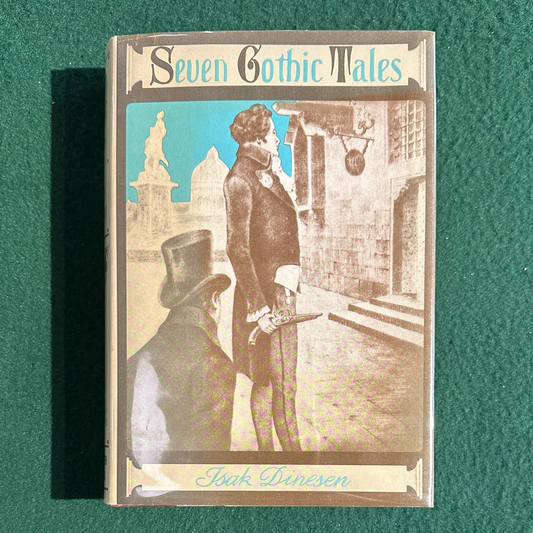 Seven Gothic Tales
Isak Dinesen